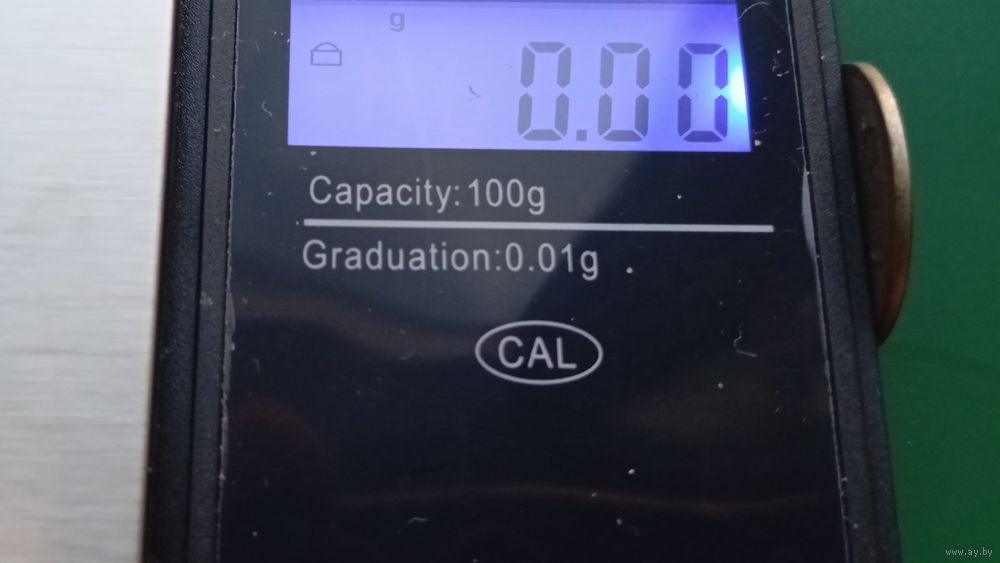 g
0.00
Capacity: 100g
Graduation:0.01g
CAL
www.ay.by